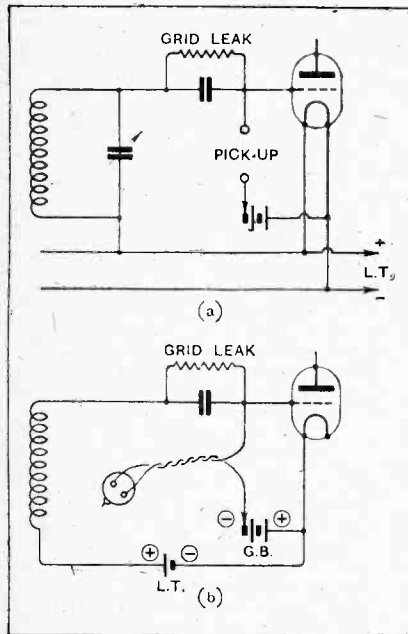 GRID LEAK
PICK-UP
+
L.T.
-
(a)
GRID LEAK
- +
G.B.
+ -
L.T.
(b)